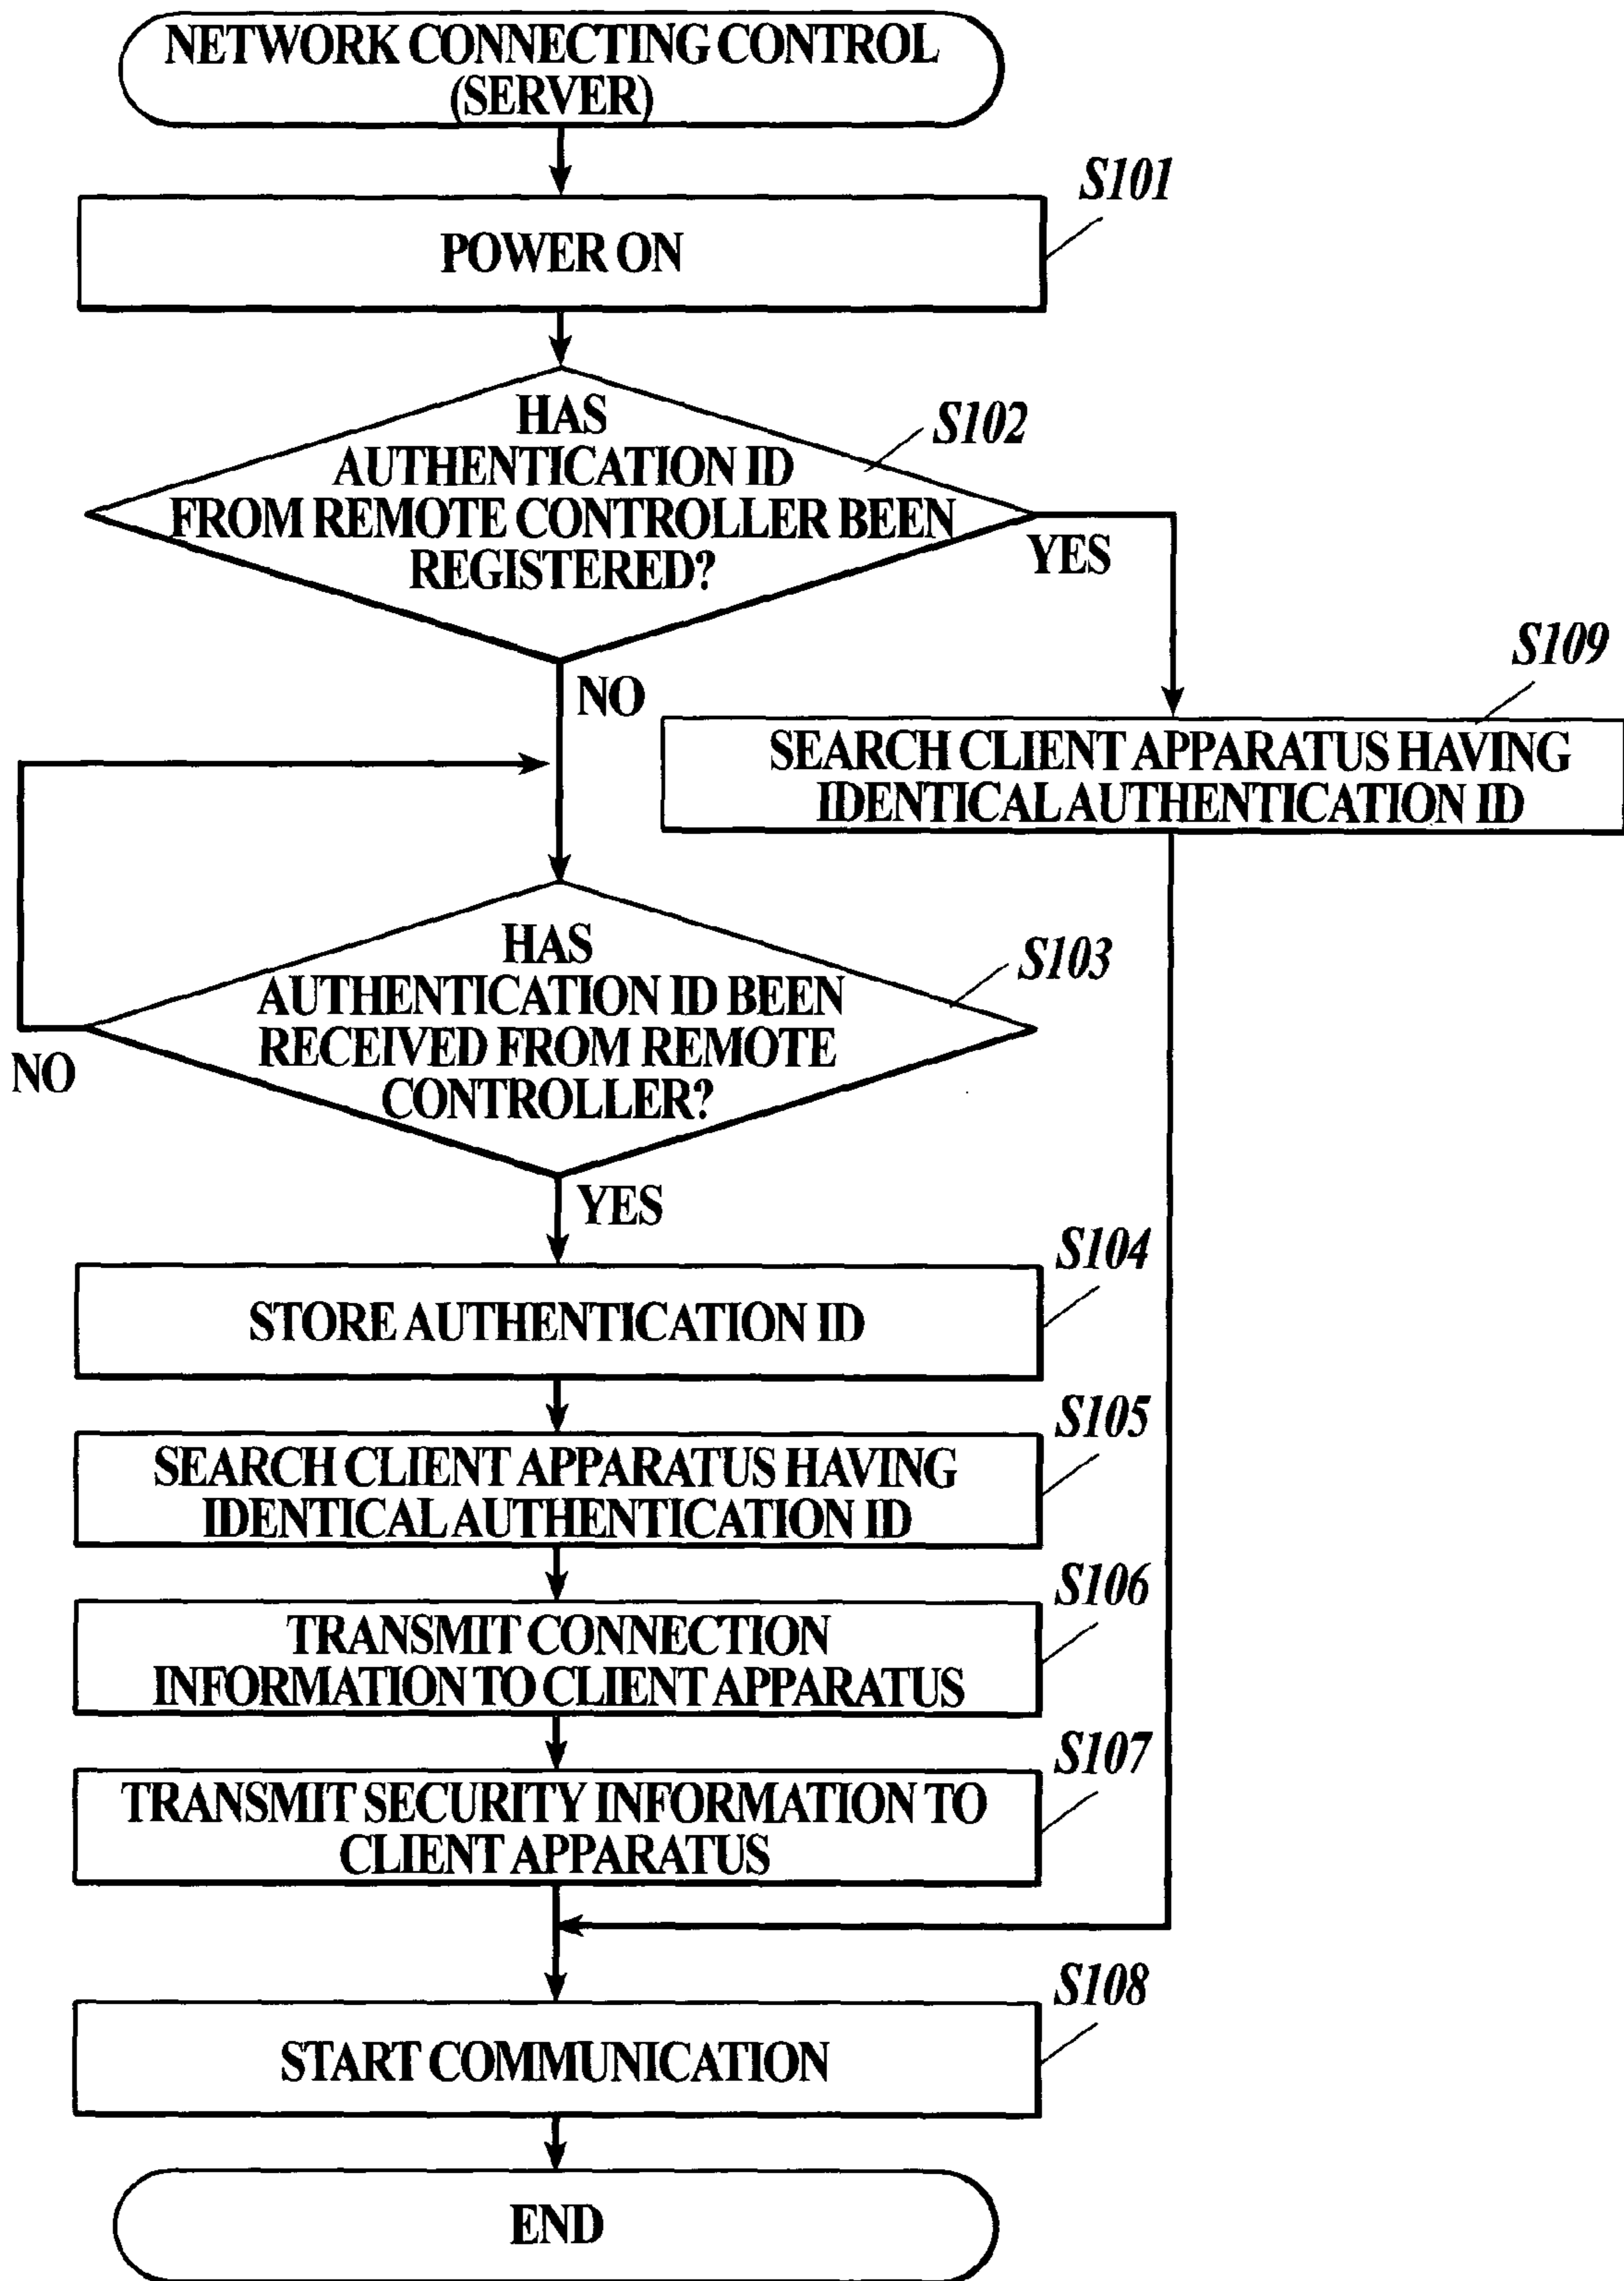 NETWORK CONNECTING CONTROL
(SERVER)
S101
POWER ON
HAS
AUTHENTICATION ID
FROM REMOTE CONTROLLER BEEN
REGISTERED?
S102
YES
NO
S109
SEARCH CLIENT APPARATUS HAVING
IDENTICAL AUTHENTICATION ID
HAS
AUTHENTICATION ID BEEN
RECEIVED FROM REMOTE
CONTROLLER?
S103
NO
YES
S104
STORE AUTHENTICATION ID
S105
SEARCH CLIENT APPARATUS HAVING
IDENTICAL AUTHENTICATION ID
S106
TRANSMIT CONNECTION
INFORMATION TO CLIENT APPARATUS
S107
TRANSMIT SECURITY INFORMATION TO
CLIENT APPARATUS
S108
START COMMUNICATION
END